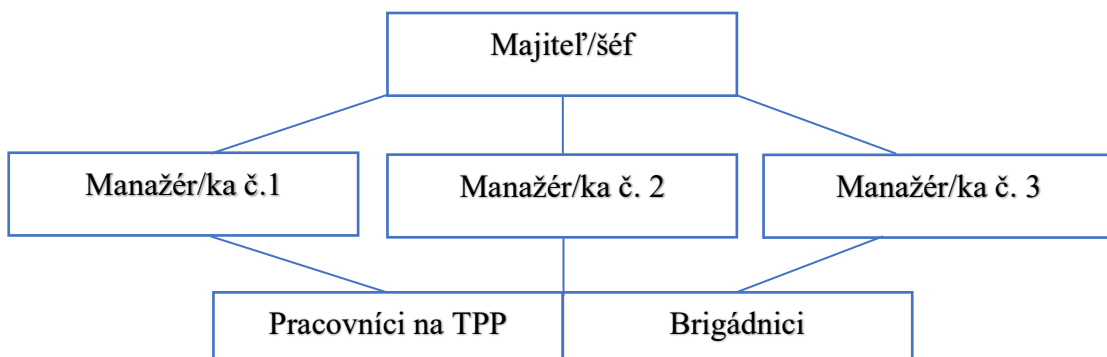 Majiteľ/šéf
Manažér/ka č.1
Manažér/ka č. 2
Manažér/ka č. 3
Pracovníci na TPP
Brigádnici